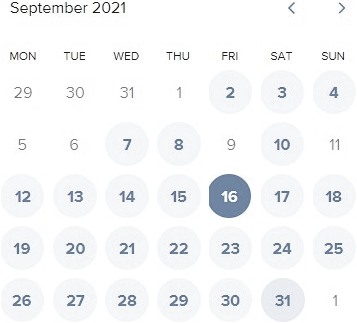 September 2021
MON TUE WED THU FRI SAT SUN
29 30 31 1 2 3 4
5 6 7 8 9 10 11
12 13 14 15 16 17 18
19 20 21 22 23 24 25
26 27 28 29 30 31 1